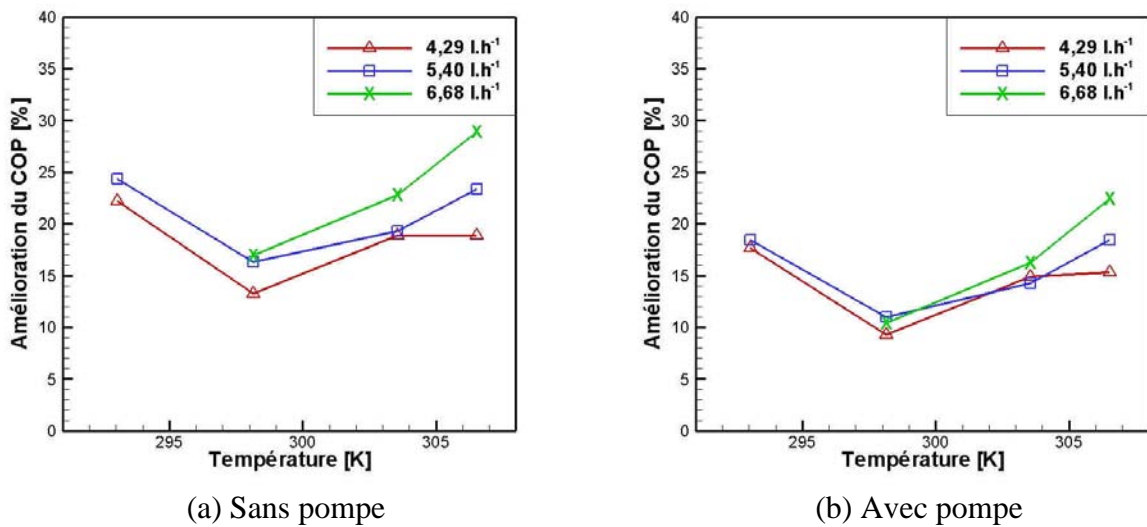 40
35
30
25
20
15
10
5
0
Amélioration du COP [%]
4,29 l.h⁻¹
5,40 l.h⁻¹
6,68 l.h⁻¹
295
300
305
Température [K]
(a) Sans pompe
40
35
30
25
20
15
10
5
0
Amélioration du COP [%]
4,29 l.h⁻¹
5,40 l.h⁻¹
6,68 l.h⁻¹
295
300
305
Température [K]
(b) Avec pompe